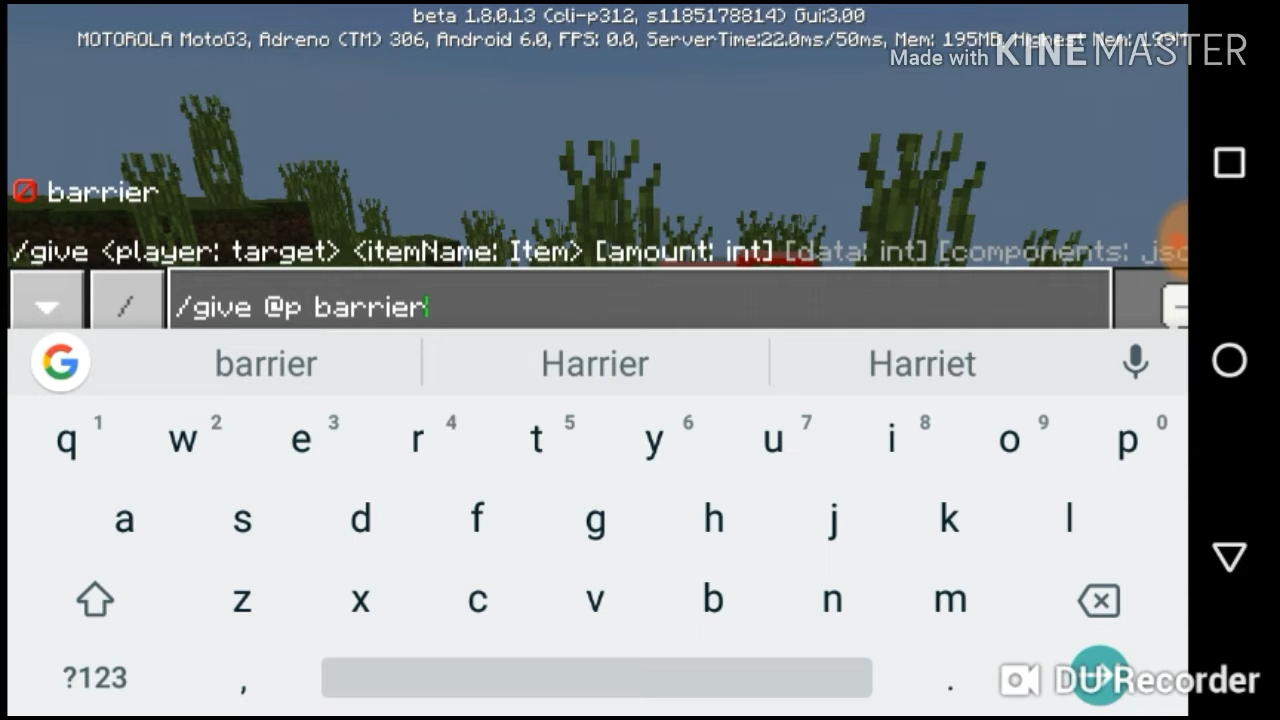 beta 1.8.0.13 (cli-p312, s1185178814) Gui:3.00
MOTOROLA MotoG3, Adreno (TM) 306, Android 6.0, FPS: 0.0, ServerTime:22.0ms/50ms, Mem: 195MB, Highest Mem:
Made with KINEMASTER
barrier
/give <player: target> <itemName: Item> [amount: int] [data: int] [components: .jso
/ /give @p barrier
G barrier Harrier Harriet
q 1 w 2 e 3 r 4 t 5 y 6 u 7 i 8 o 9 p 0
a s d f g h j k l
z x c v b n m
?123 , . DU Recorder